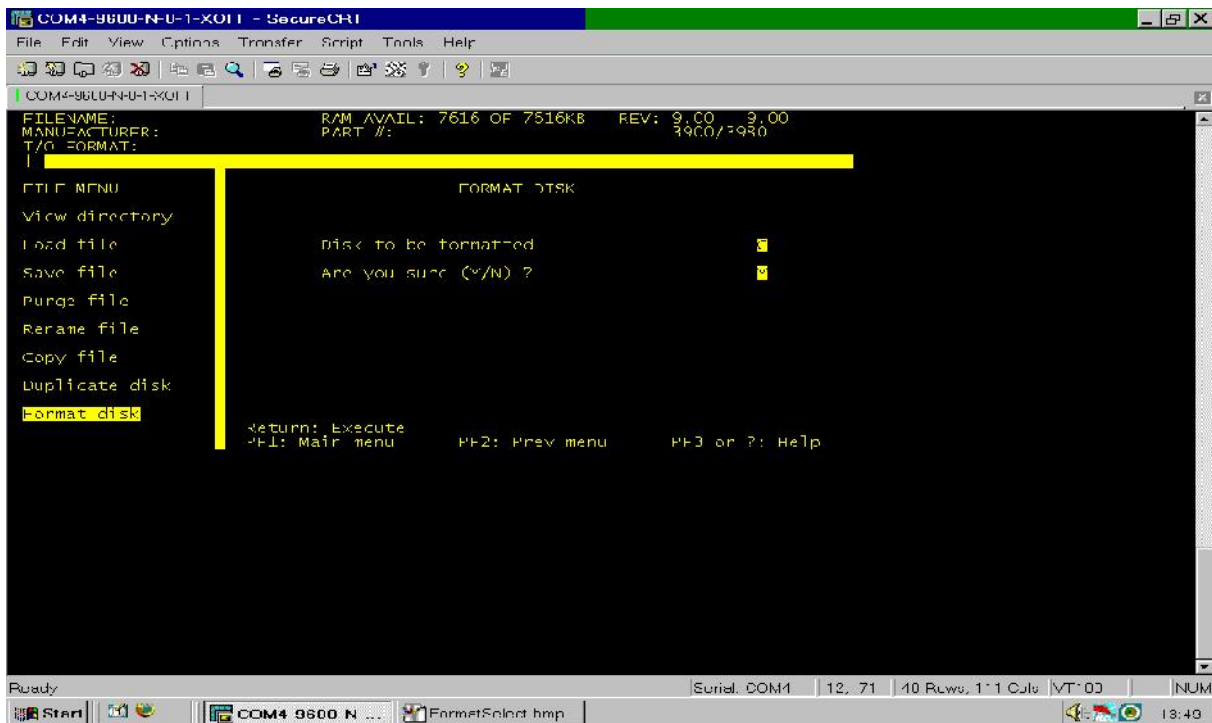 COM4-9600-N-8-1-XOFF - SecureCRT
File Edit View Options Transfer Script Tools Help
COM4-9600-N-8-1-XOFF
FILENAME: RAM AVAIL: 7616 OF 7616KB REV: 9.00 9.00
MANUFACTURER: PART #: 3900/3980
I/O FORMAT:
FILE MENU FORMAT DISK
View directory
Load file Disk to be formatted C
Save file Are you sure (Y/N) ? Y
Purge file
Rename file
Copy file
Duplicate disk
Format disk
Return: Execute
PF1: Main menu PF2: Prev menu PF3 or ?: Help
Ready Serial: COM4 12, 71 40 Rows, 111 Cols VT100 NUM
Start COM4 9600 N ... FormatSelect.bmp 13:49